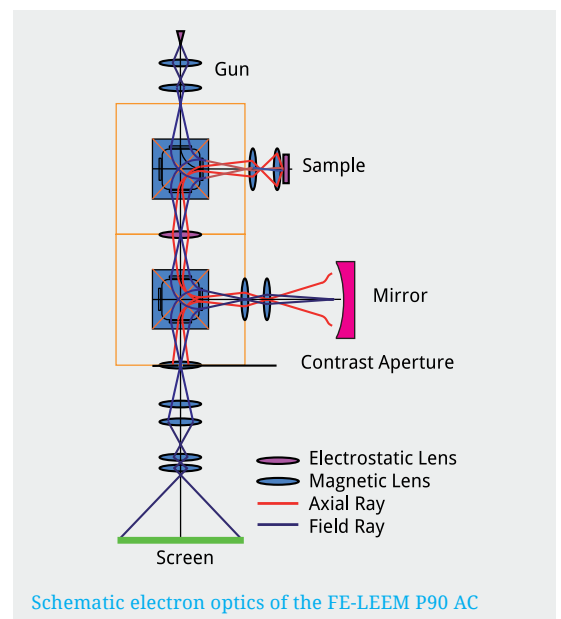 Gun
Sample
Mirror
Contrast Aperture
Electrostatic Lens
Magnetic Lens
Axial Ray
Field Ray
Screen
Schematic electron optics of the FE-LEEM P90 AC